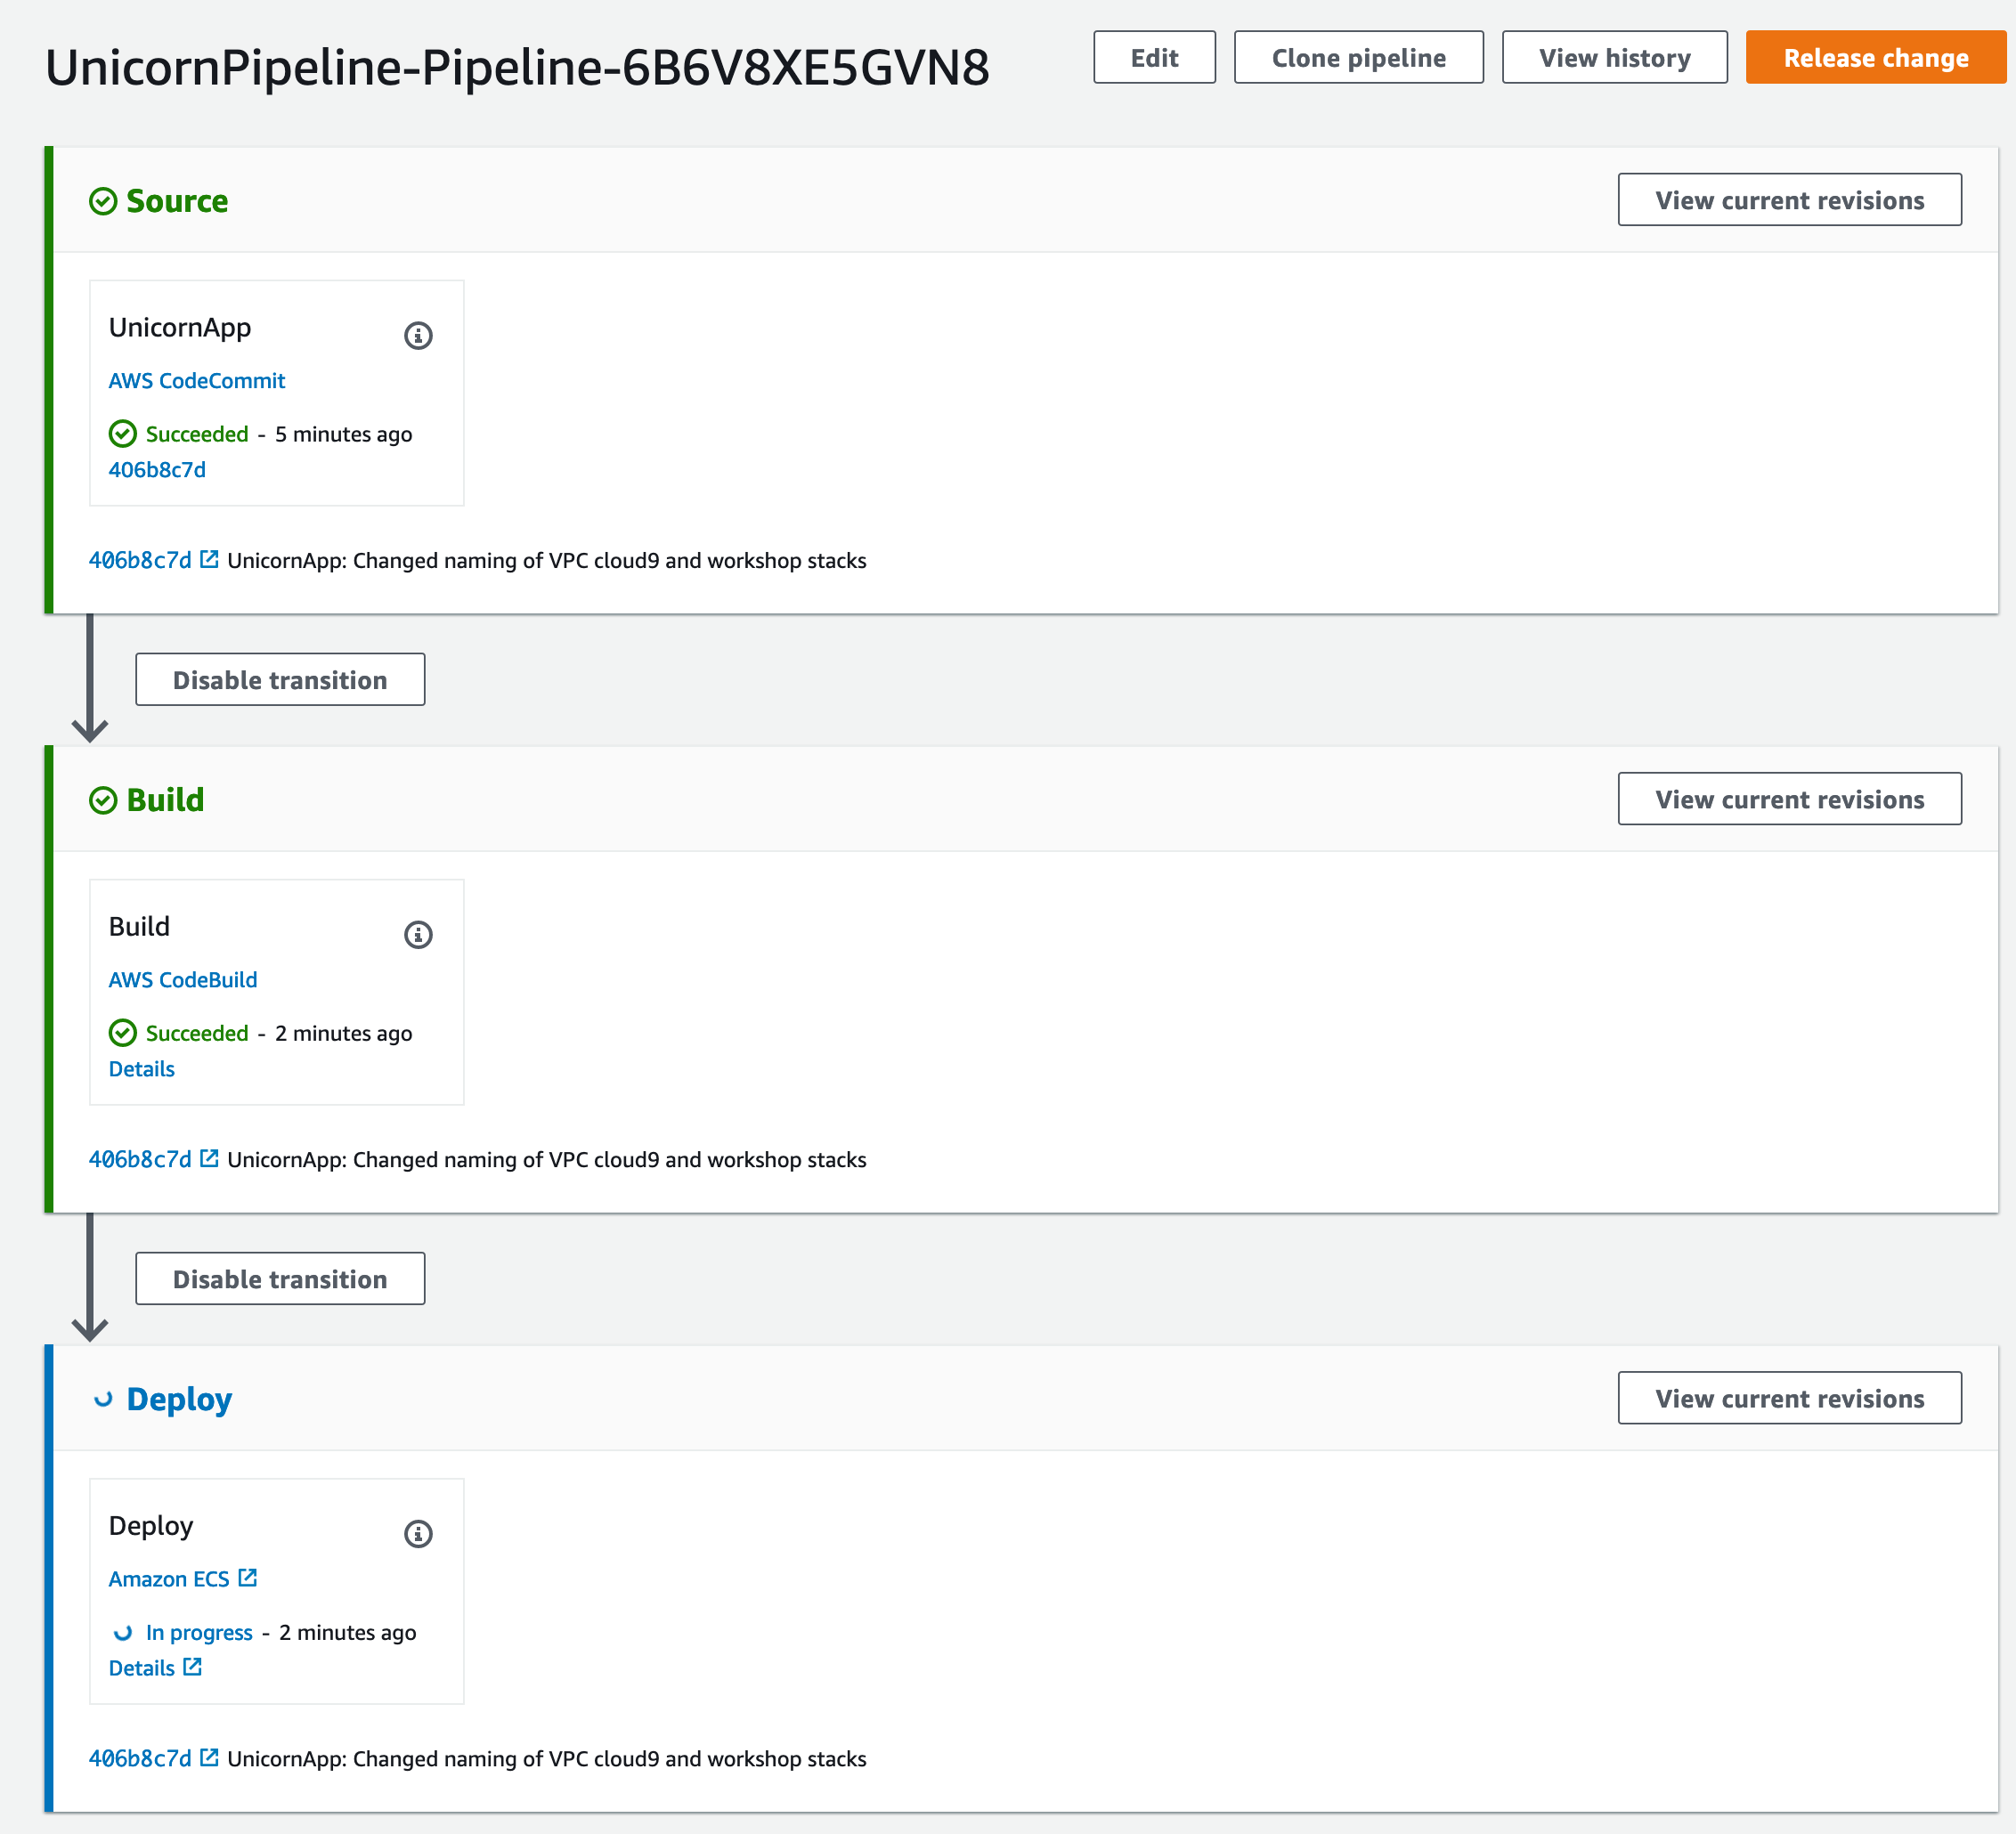 UnicornPipeline-Pipeline-6B6V8XE5GVN8
Edit
Clone pipeline
View history
Release change
Source
View current revisions
UnicornApp
AWS CodeCommit
Succeeded - 5 minutes ago
406b8c7d
406b8c7d UnicornApp: Changed naming of VPC cloud9 and workshop stacks
Disable transition
Build
View current revisions
Build
AWS CodeBuild
Succeeded - 2 minutes ago
Details
406b8c7d UnicornApp: Changed naming of VPC cloud9 and workshop stacks
Disable transition
Deploy
View current revisions
Deploy
Amazon ECS
In progress - 2 minutes ago
Details
406b8c7d UnicornApp: Changed naming of VPC cloud9 and workshop stacks